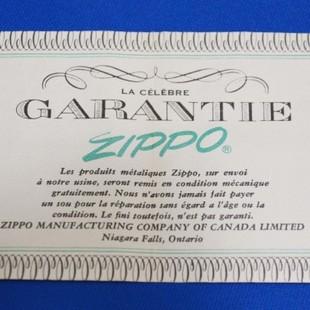 LA CÉLÈBRE
GARANTIE
ZIPPO®
Les produits métaliques Zippo, sur envoi
à notre usine, seront remis en condition mécanique
gratuitement. Nous n'avons jamais fait payer
un sou pour la réparation sans égard a l'âge ou la
condition. Le fini toutefois, n'est pas garanti.
ZIPPO MANUFACTURING COMPANY OF CANADA LIMITED
Niagara Falls, Ontario